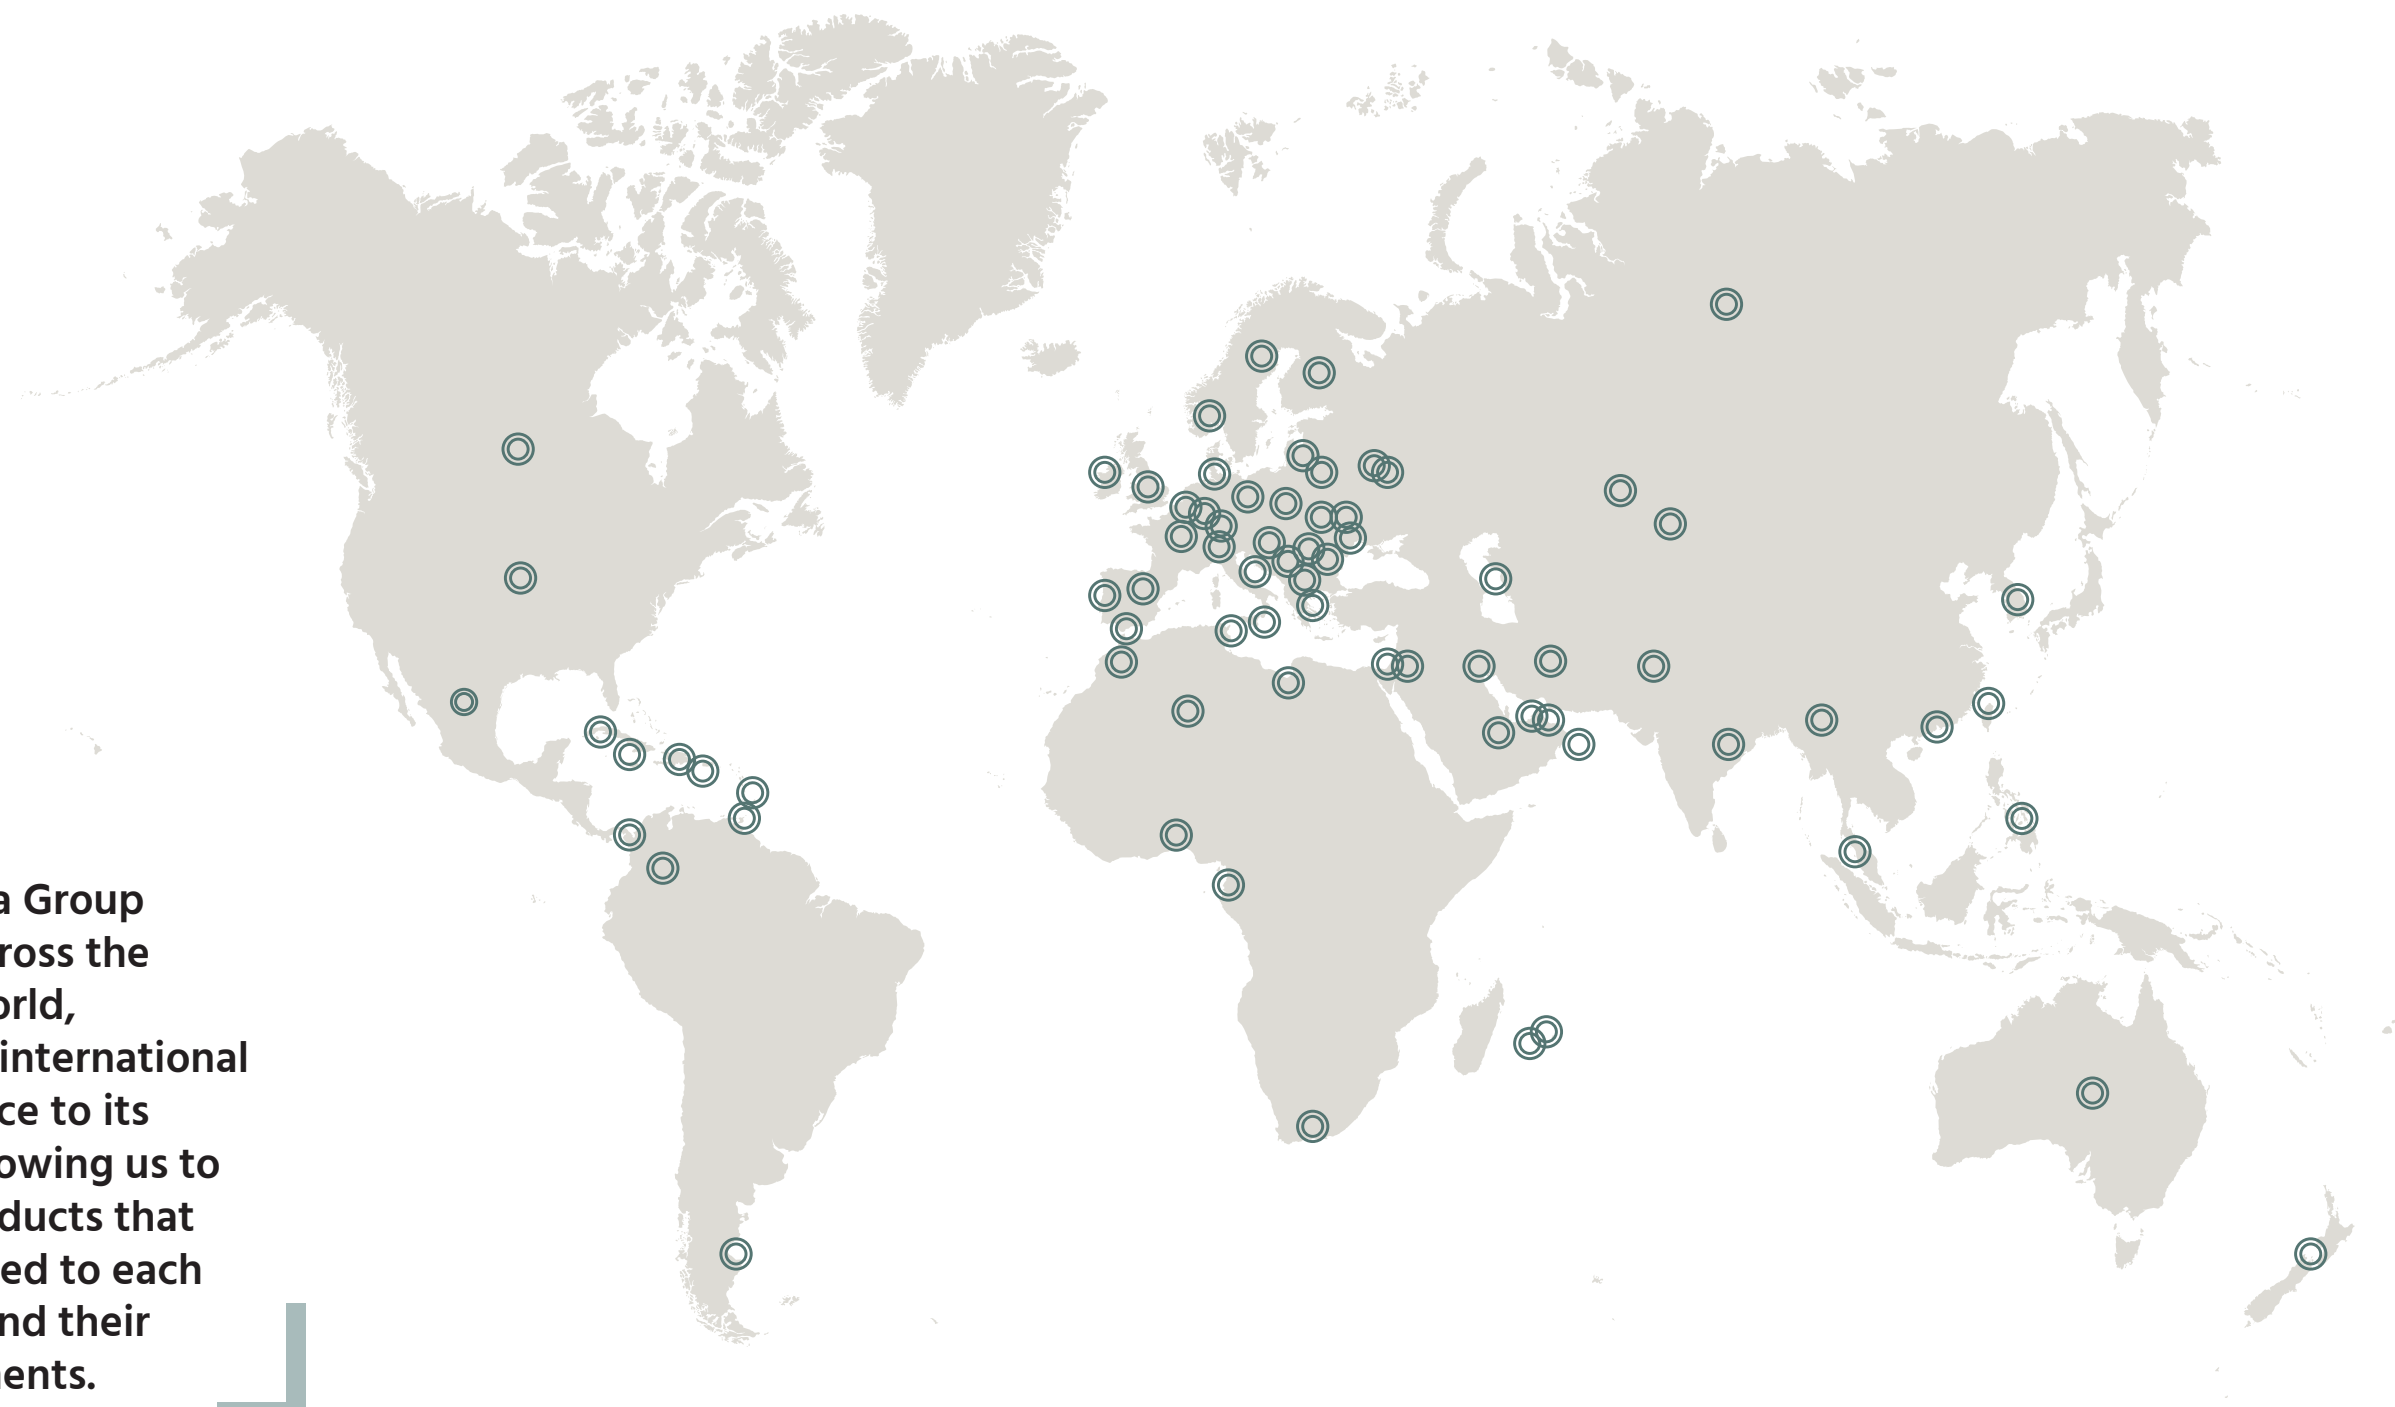 a Group
ross the
orld,
international
ce to its
owing us to
ducts that
ed to each
nd their
ents.